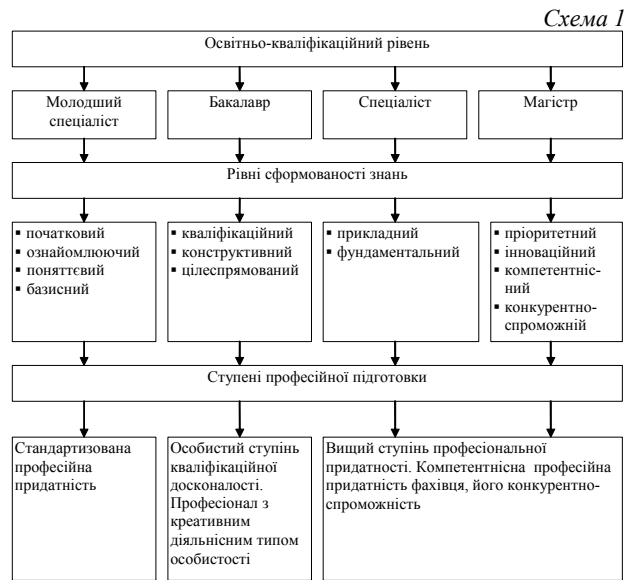 Схема 1
Освітньо-кваліфікаційний рівень
Молодший
спеціаліст
Бакалавр
Спеціаліст
Магістр
Рівні сформованості знань
▪ початковий
▪ ознайомлюючий
▪ поняттєвий
▪ базисний
▪ кваліфікаційний
▪ конструктивний
▪ цілеспрямований
▪ прикладний
▪ фундаментальний
▪ пріоритетний
▪ інноваційний
▪ компетентніс-
ний
▪ конкурентно-
спроможній
Ступені професійної підготовки
Стандартизована
професійна
придатність
Особистий ступінь
кваліфікаційної
досконалості.
Професіонал з
креативним
діяльнісним типом
особистості
Вищий ступінь професіональної
придатності. Компетентнісна професійна
придатність фахівця, його конкурентно-
спроможність